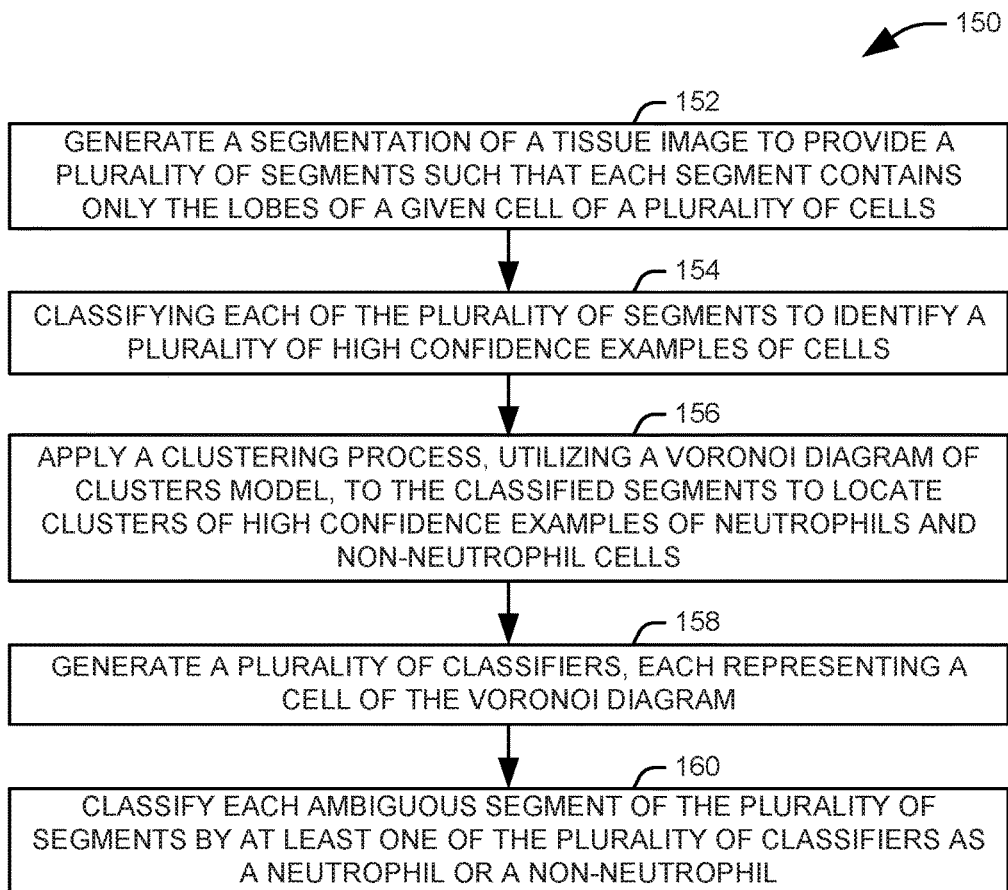 150
152
GENERATE A SEGMENTATION OF A TISSUE IMAGE TO PROVIDE A
PLURALITY OF SEGMENTS SUCH THAT EACH SEGMENT CONTAINS
ONLY THE LOBES OF A GIVEN CELL OF A PLURALITY OF CELLS
154
CLASSIFYING EACH OF THE PLURALITY OF SEGMENTS TO IDENTIFY A
PLURALITY OF HIGH CONFIDENCE EXAMPLES OF CELLS
156
APPLY A CLUSTERING PROCESS, UTILIZING A VORONOI DIAGRAM OF
CLUSTERS MODEL, TO THE CLASSIFIED SEGMENTS TO LOCATE
CLUSTERS OF HIGH CONFIDENCE EXAMPLES OF NEUTROPHILS AND
NON-NEUTROPHIL CELLS
158
GENERATE A PLURALITY OF CLASSIFIERS, EACH REPRESENTING A
CELL OF THE VORONOI DIAGRAM
160
CLASSIFY EACH AMBIGUOUS SEGMENT OF THE PLURALITY OF
SEGMENTS BY AT LEAST ONE OF THE PLURALITY OF CLASSIFIERS AS
A NEUTROPHIL OR A NON-NEUTROPHIL